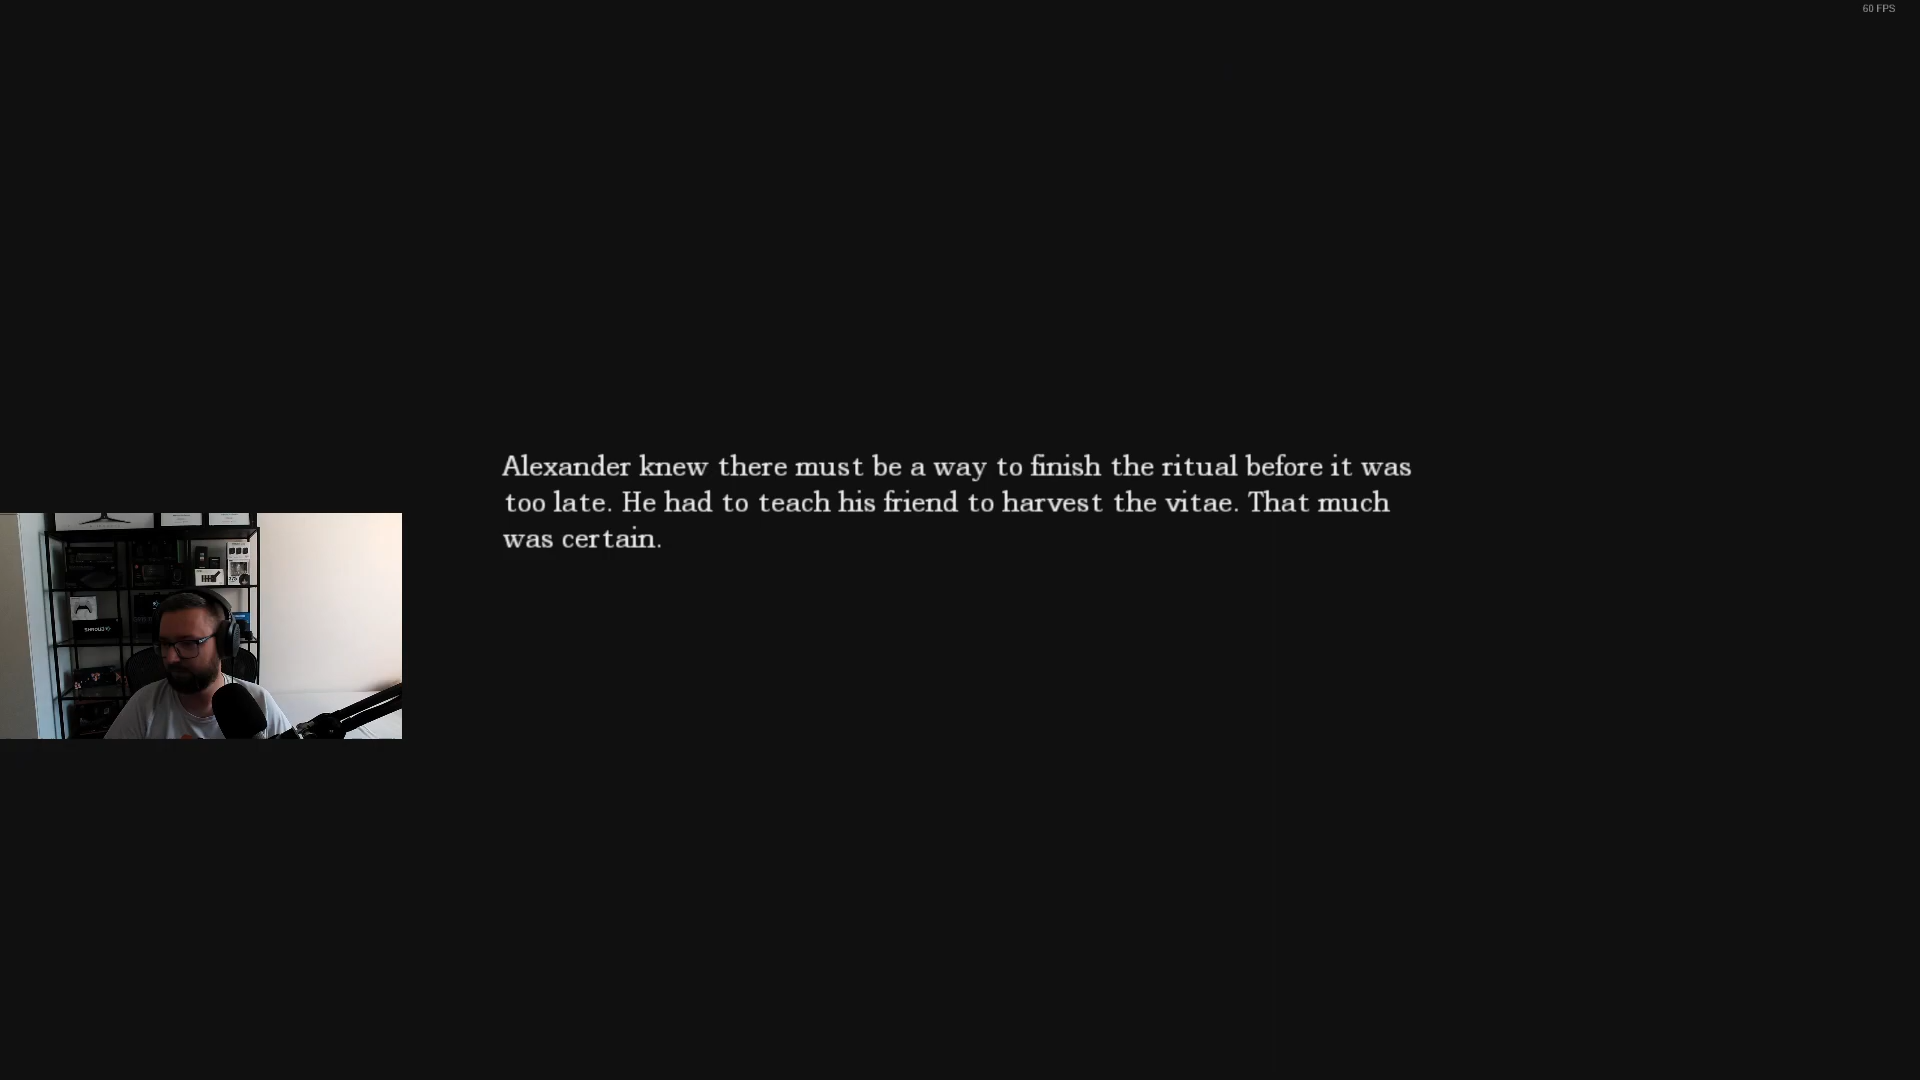 60 FPS
Alexander knew there must be a way to finish the ritual before it was
too late. He had to teach his friend to harvest the vitae. That much
was certain.